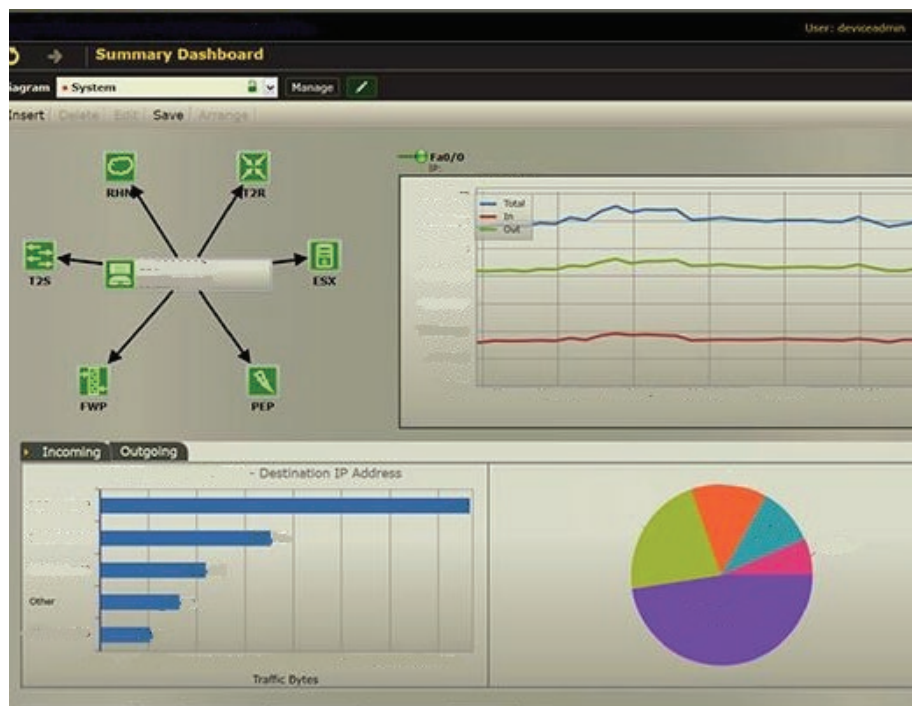 User: deviceadmin
Summary Dashboard
iagram • System Manage
Insert Delete Edit Save Arrange
Fa0/0
IP:
RHN T2R
Total
In
Out
T2S ESX
FWP PEP
Incoming Outgoing
- Destination IP Address
Other
Traffic Bytes